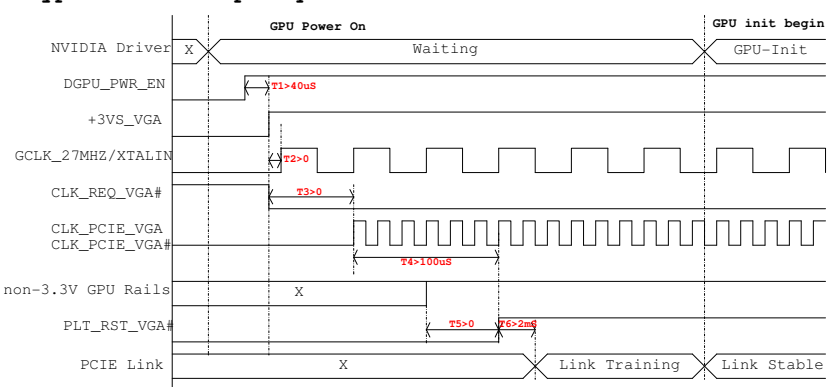 GPU Power On
GPU init begin
NVIDIA Driver X Waiting GPU-Init
DGPU_PWR_EN T1>40uS
+3VS_VGA
GCLK_27MHZ/XTALIN T2>0
CLK_REQ_VGA# T3>0
CLK_PCIE_VGA
CLK_PCIE_VGA#
T4>100uS
non-3.3V GPU Rails X
PLT_RST_VGA# T5>0 T6>2mS
PCIE Link X Link Training Link Stable